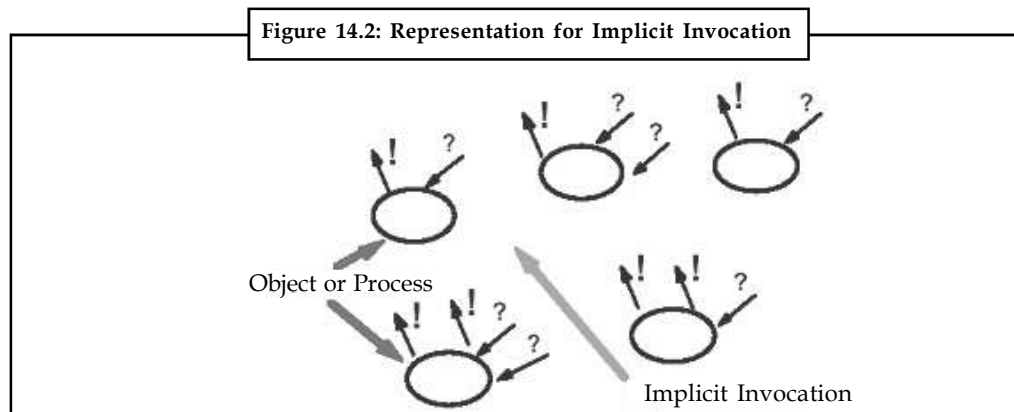 Figure 14.2: Representation for Implicit Invocation
! ? ! ? ? ! ?
Object or Process
! ! ? ? ! ! ?
Implicit Invocation